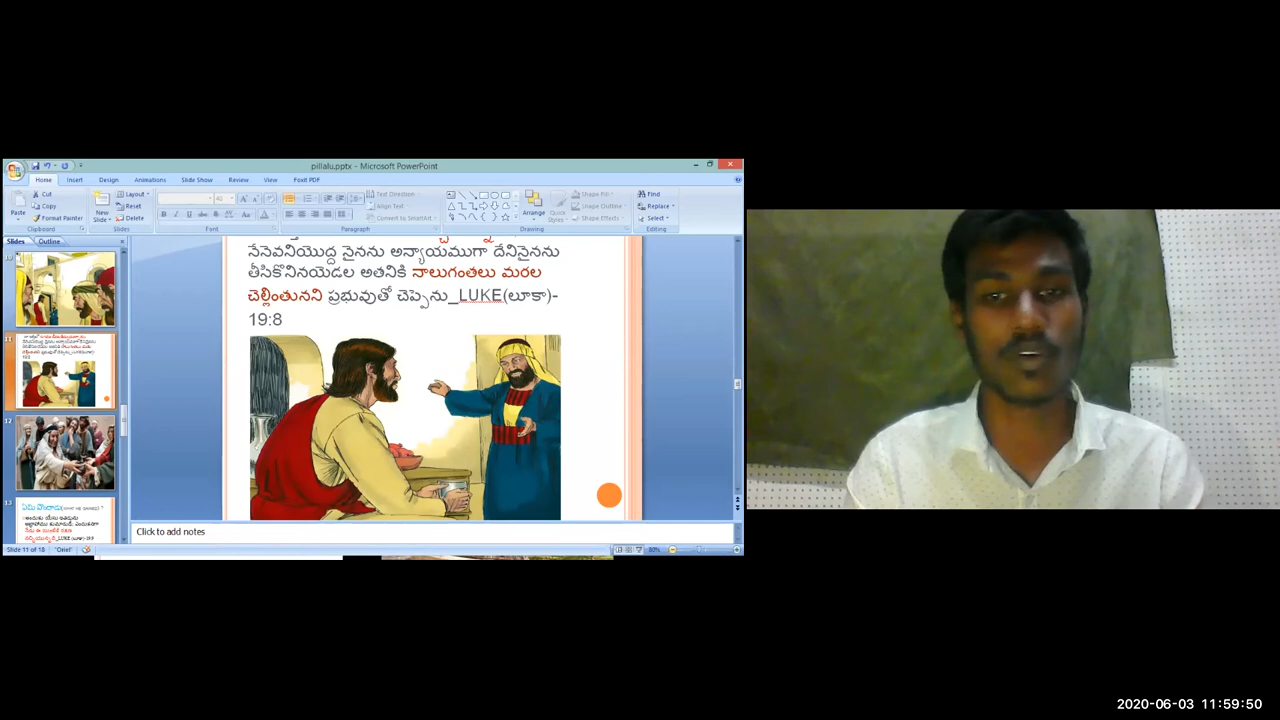 pillalu.pptx - Microsoft PowerPoint
Home Insert Design Animations Slide Show Review View Foxit PDF
Cut
Copy
Format Painter
Paste
Clipboard
New
Slide
Layout
Reset
Delete
Slides
Font
Text Direction
Align Text
Convert to SmartArt
Paragraph
Arrange
Quick
Styles
Shape Fill
Shape Outline
Shape Effects
Drawing
Find
Replace
Select
Editing
Slides Outline
11
12
13
నేనెవనియొద్ద నైనను అన్యాయముగా దేనినైనను
తీసికొనినయెడల అతనికి నాలుగంతలు మరల
చెల్లింతునని ప్రభువుతో చెప్పెను_LUKE(లూకా)-
19:8
Click to add notes
Slide 11 of 18 80%
2020-06-03 11:59:50